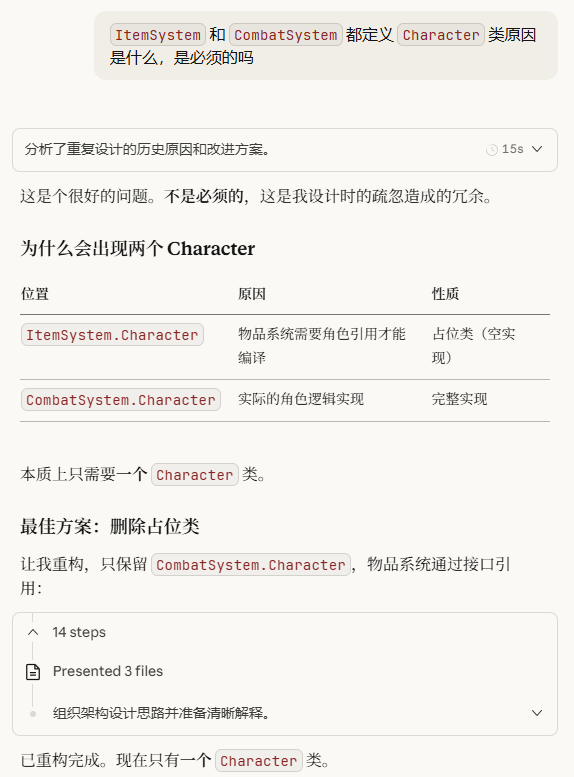 ItemSystem 和 CombatSystem 都定义 Character 类原因
是什么，是必须的吗
分析了重复设计的历史原因和改进方案。 15s
这是个很好的问题。不是必须的，这是我设计时的疏忽造成的冗余。
为什么会出现两个 Character
位置 原因 性质
ItemSystem.Character 物品系统需要角色引用才能 占位类（空实
编译 现）
CombatSystem.Character 实际的角色逻辑实现 完整实现
本质上只需要一个 Character 类。
最佳方案：删除占位类
让我重构，只保留 CombatSystem.Character，物品系统通过接口引
用：
14 steps
Presented 3 files
组织架构设计思路并准备清晰解释。
已重构完成。现在只有一个 Character 类。